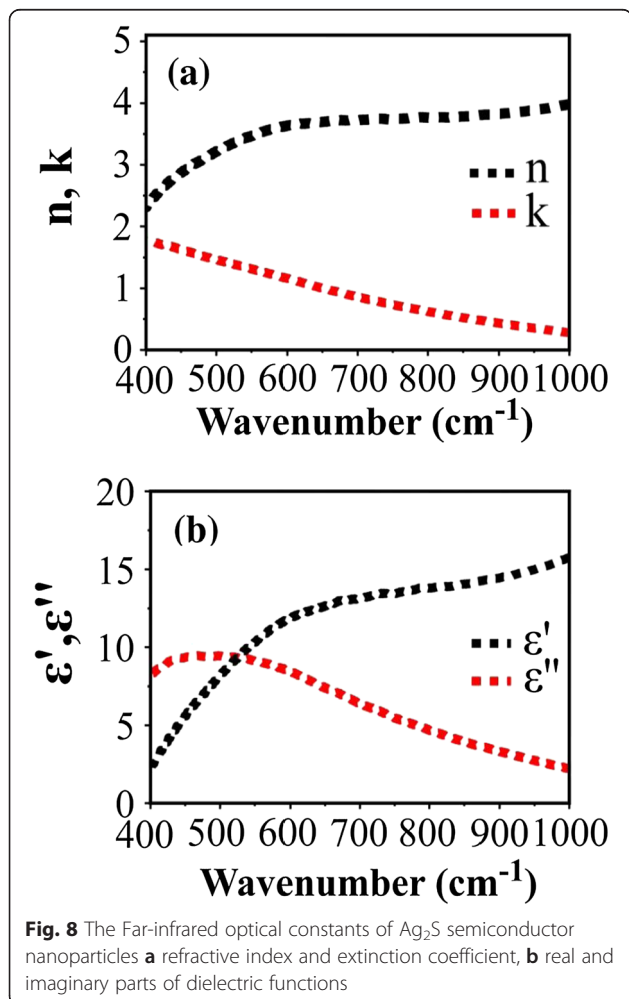 5
(a)
4
3
n
n, k
k
2
1
0
400 500 600 700 800 900 1000
Wavenumber (cm⁻¹)
20
(b)
15
ε'
10
ε',ε''
ε''
5
0
400 500 600 700 800 900 1000
Wavenumber (cm⁻¹)
Fig. 8 The Far-infrared optical constants of Ag₂S semiconductor
nanoparticles a refractive index and extinction coefficient, b real and
imaginary parts of dielectric functions